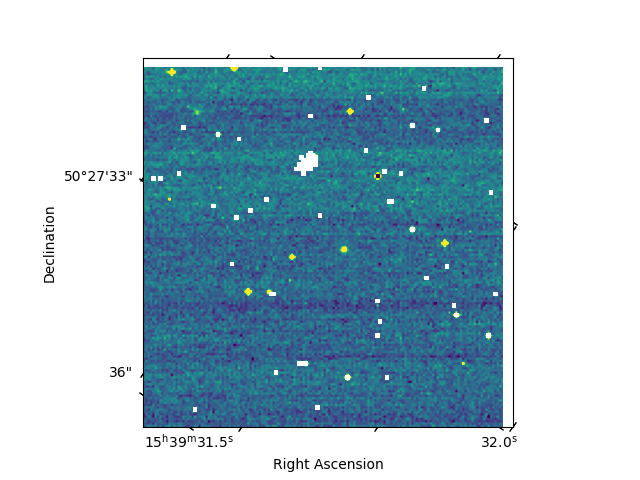 50°27'33"
Declination
36"
15ʰ39ᵐ31.5ˢ
32.0ˢ
Right Ascension